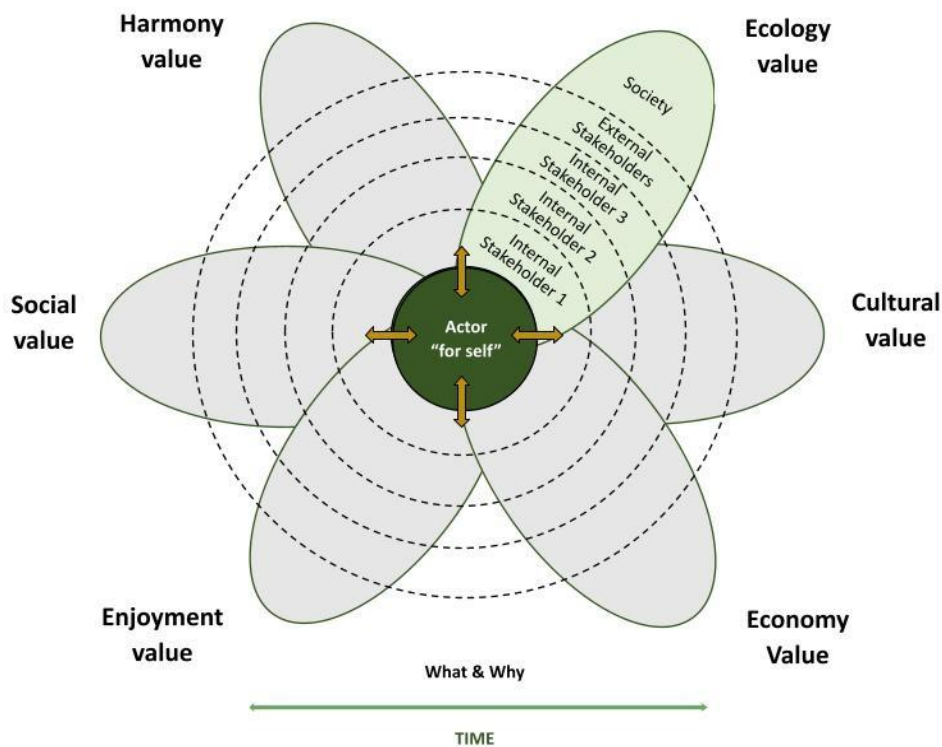 Harmony
value
Ecology
value
Society
External
Stakeholders
Internal
Stakeholder 3
Internal
Stakeholder 2
Internal
Stakeholder 1
Social
value
Actor
“for self”
Cultural
value
Enjoyment
value
Economy
Value
What & Why
TIME